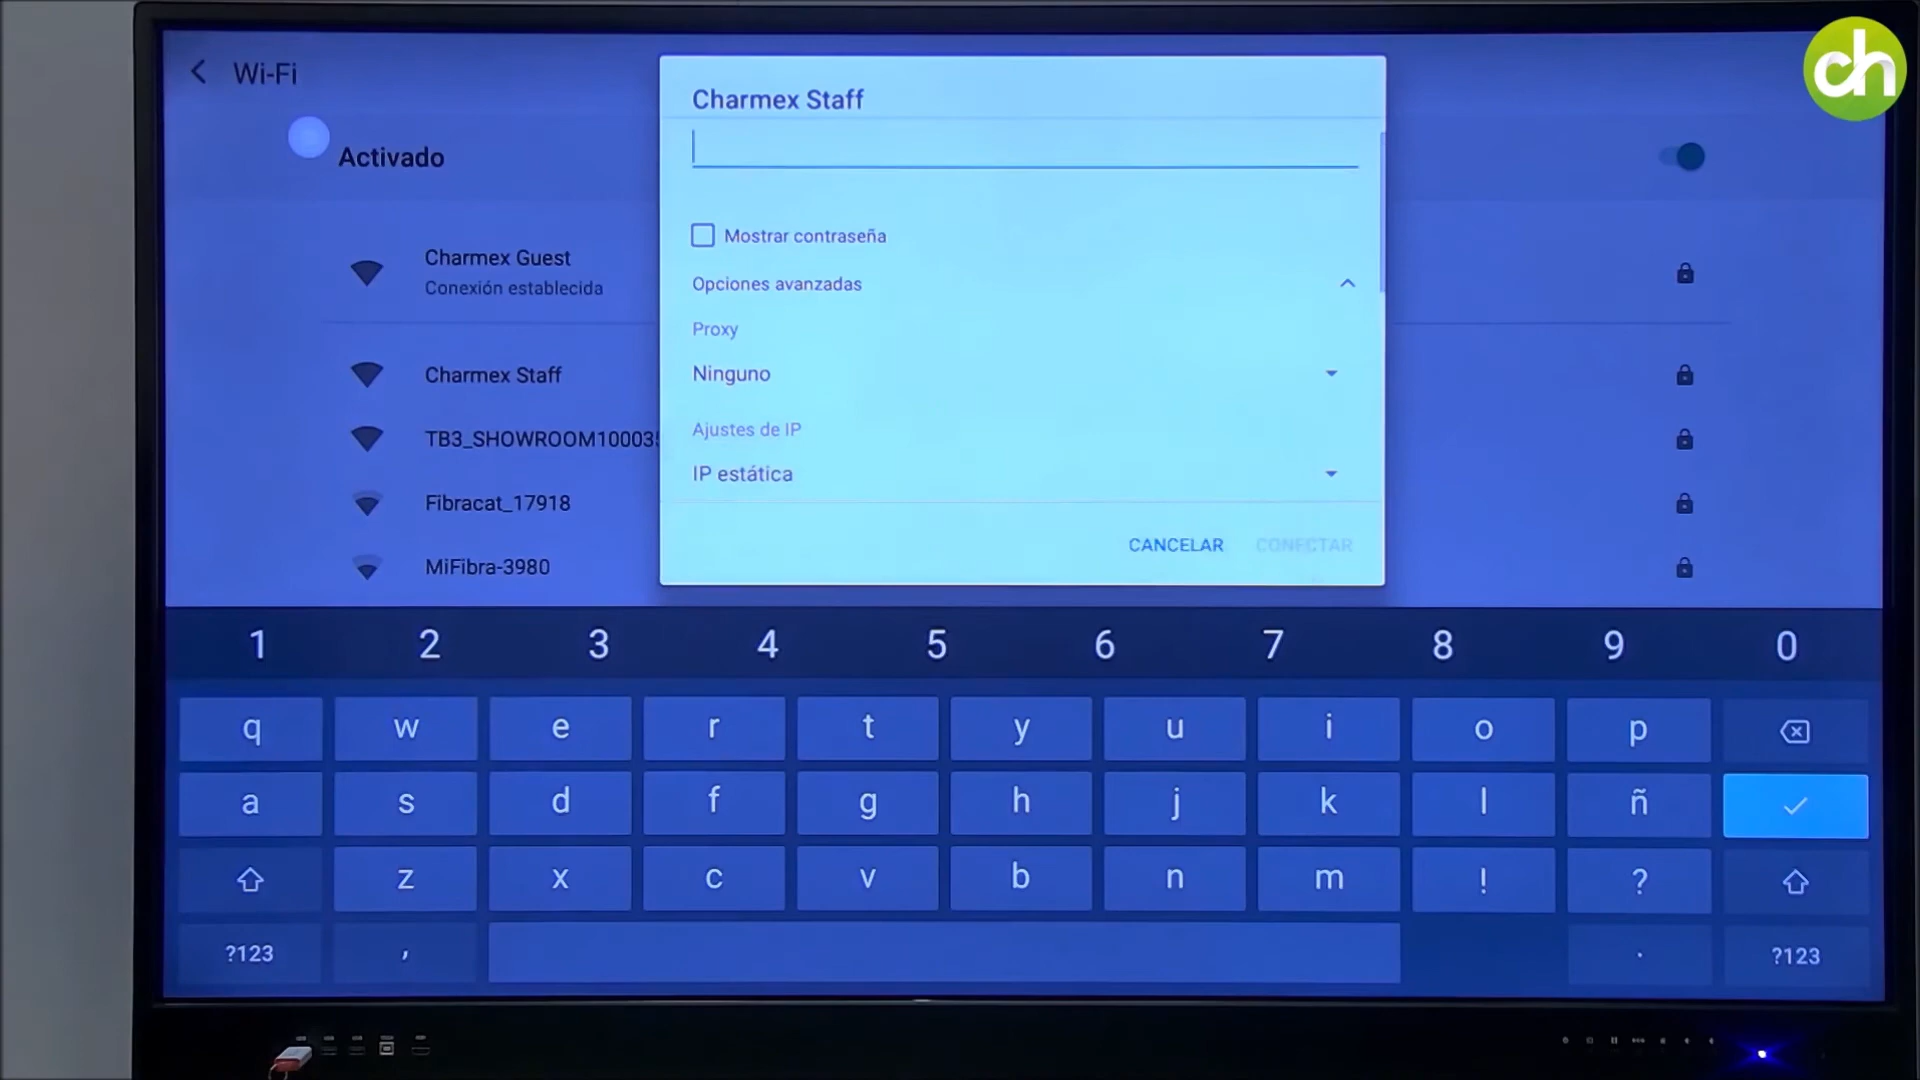 ch
Wi-Fi
Activado
Charmex Guest
Conexión establecida
Charmex Staff
TB3_SHOWROOM10003
Fibracat_17918
MiFibra-3980
Charmex Staff
Mostrar contraseña
Opciones avanzadas
Proxy
Ninguno
Ajustes de IP
IP estática
CANCELAR CONECTAR
1 2 3 4 5 6 7 8 9 0
q w e r t y u i o p
a s d f g h j k l ñ
z x c v b n m ! ?
?123 , . ?123